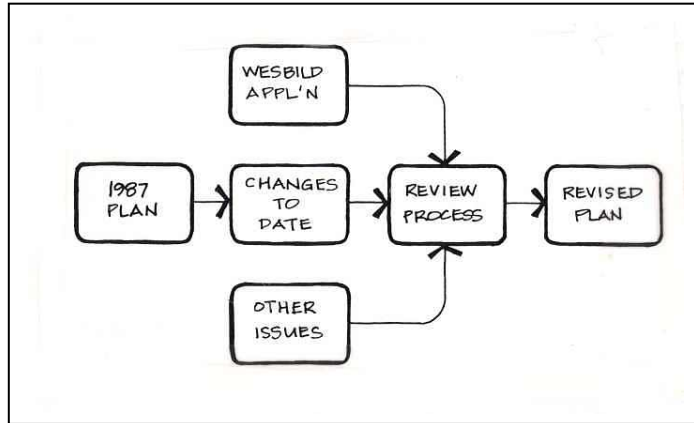 WESBILD
APPL'N
1987
PLAN
CHANGES
TO
DATE
REVIEW
PROCESS
REVISED
PLAN
OTHER
ISSUES